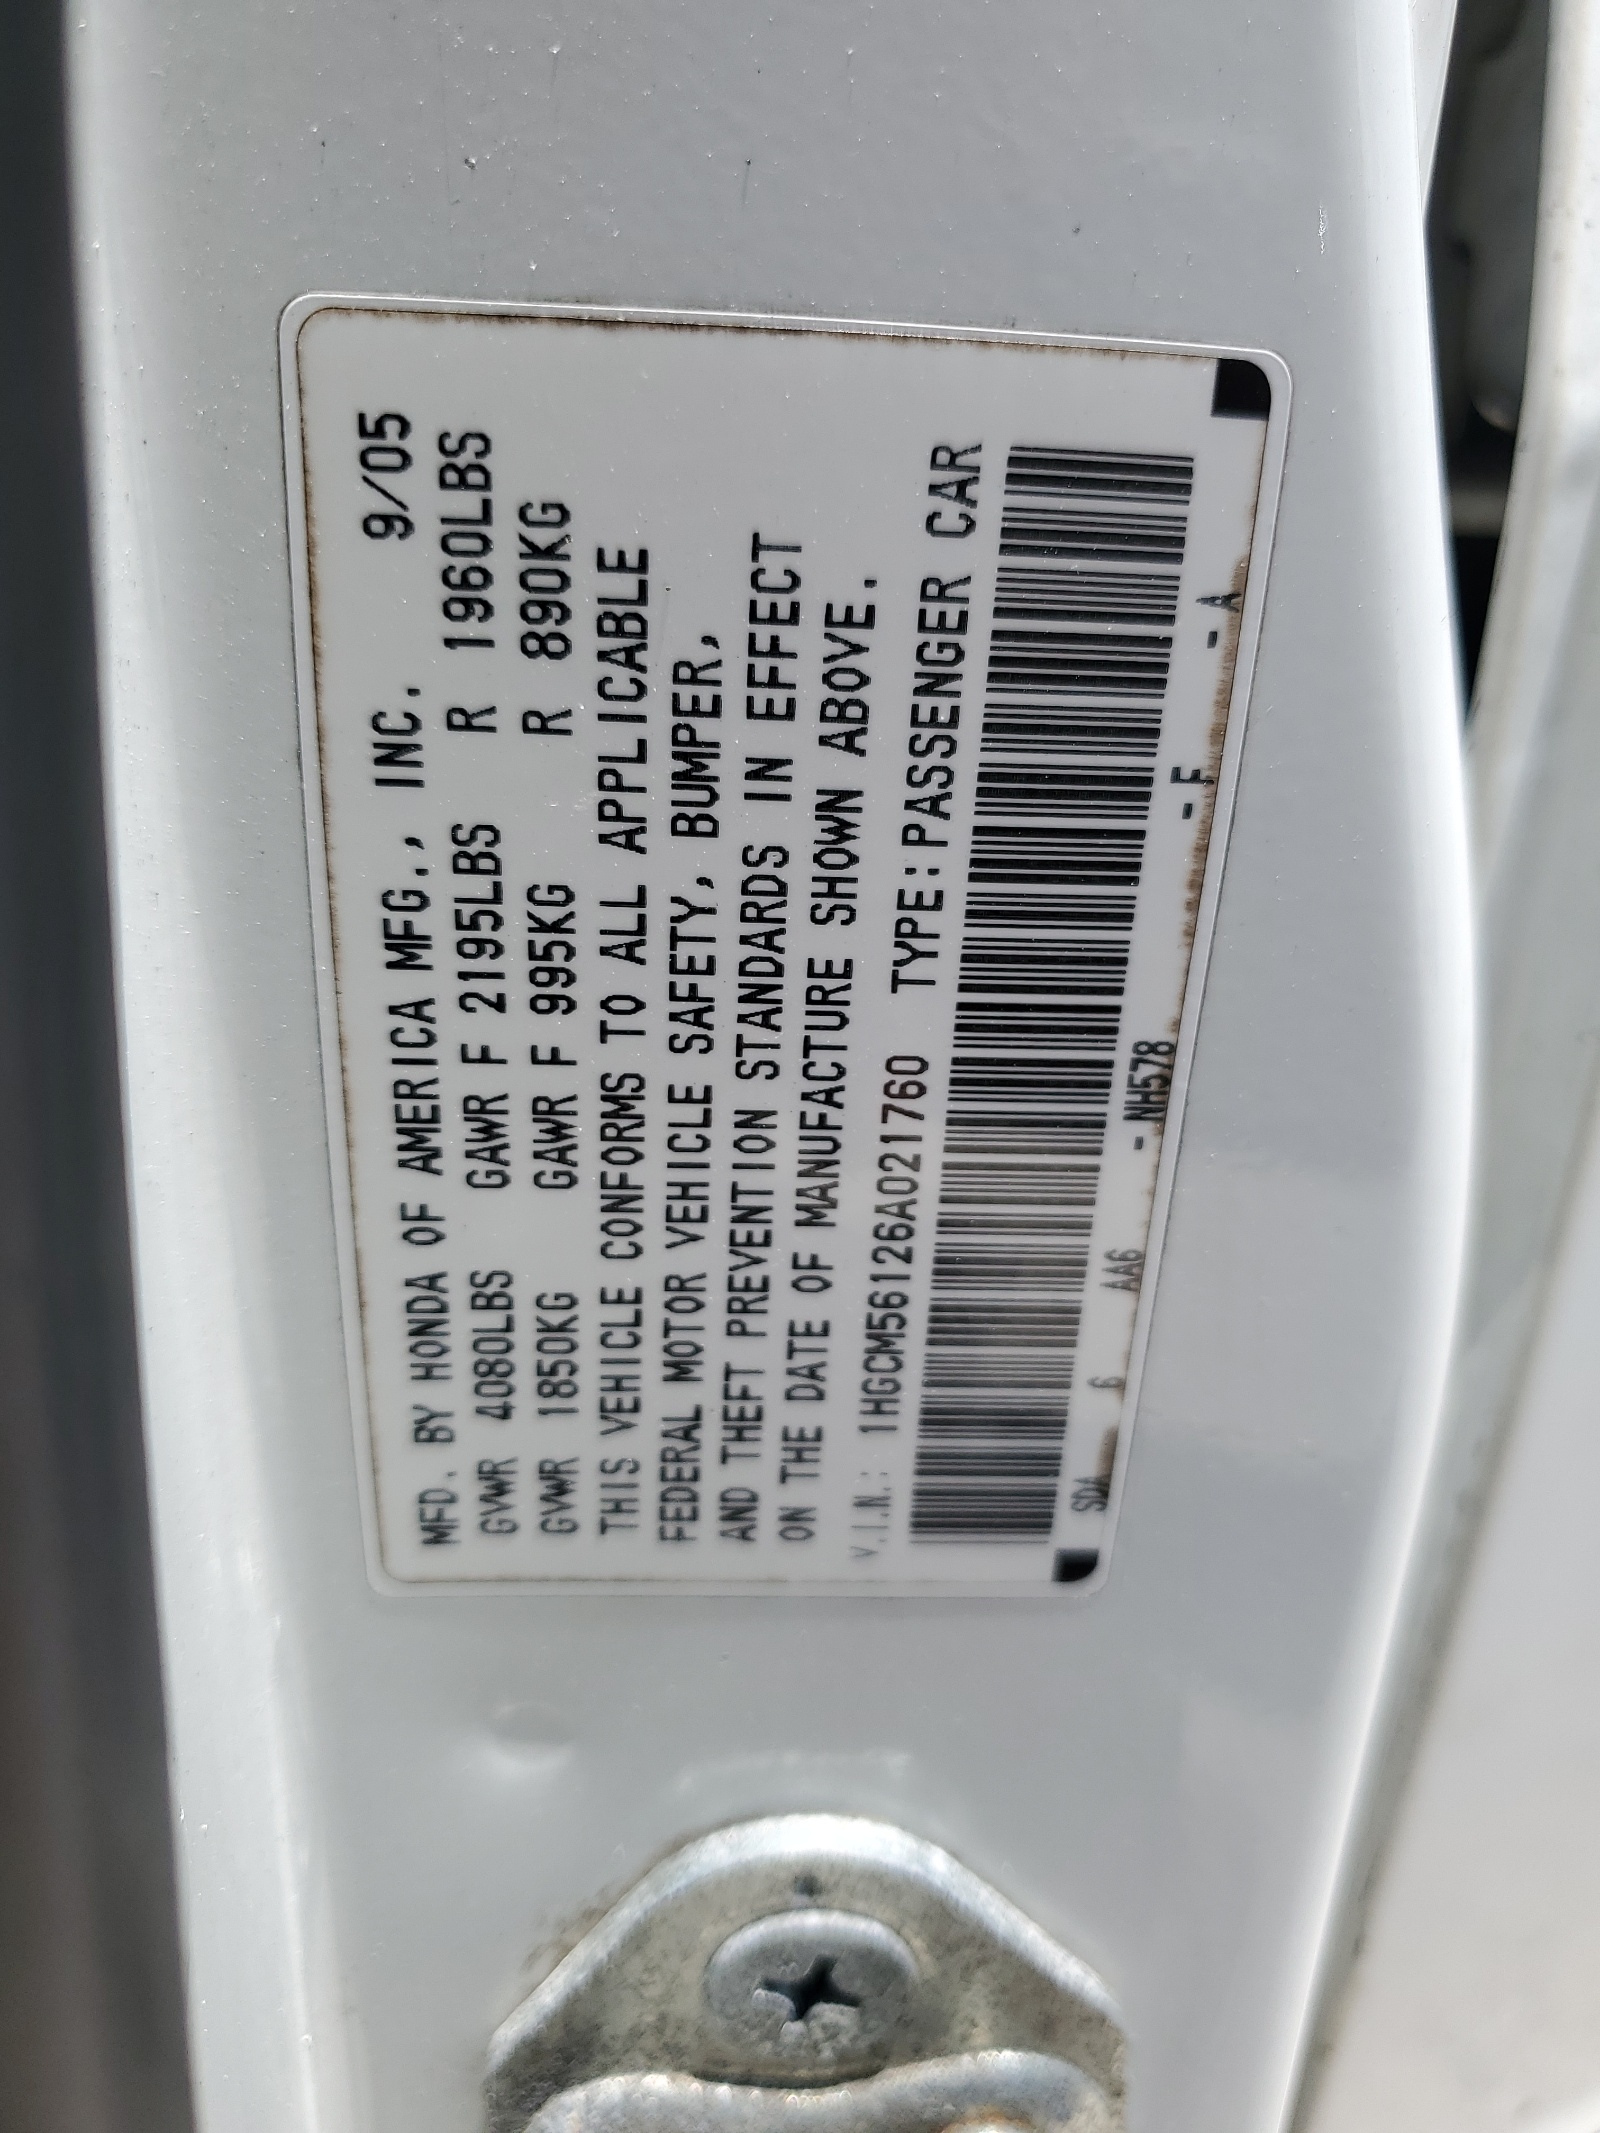 MFD. BY HONDA OF AMERICA MFG., INC. 9/05
GVWR 4080LBS GAWR F 2195LBS R 1960LBS
GVWR 1850KG GAWR F 995KG R 890KG
THIS VEHICLE CONFORMS TO ALL APPLICABLE
FEDERAL MOTOR VEHICLE SAFETY, BUMPER,
AND THEFT PREVENTION STANDARDS IN EFFECT
ON THE DATE OF MANUFACTURE SHOWN ABOVE.
V.I.N.: 1HGCM56126A021760 TYPE:PASSENGER CAR
SDA 6 AA6 - NH578 - F - A